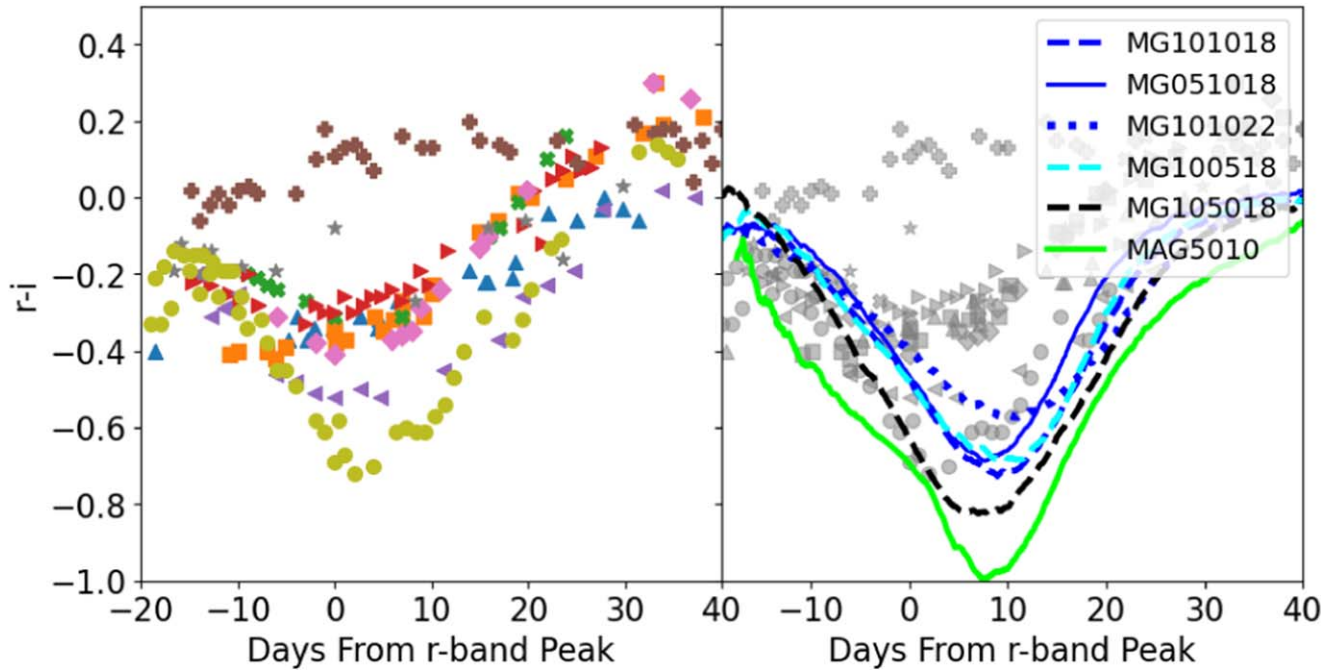 r-i
0.4
0.2
0.0
−0.2
−0.4
−0.6
−0.8
−1.0
MG101018
MG051018
MG101022
MG100518
MG105018
MAG5010
−20 −10 0 10 20 30 40 −10 0 10 20 30 40
Days From r-band Peak Days From r-band Peak